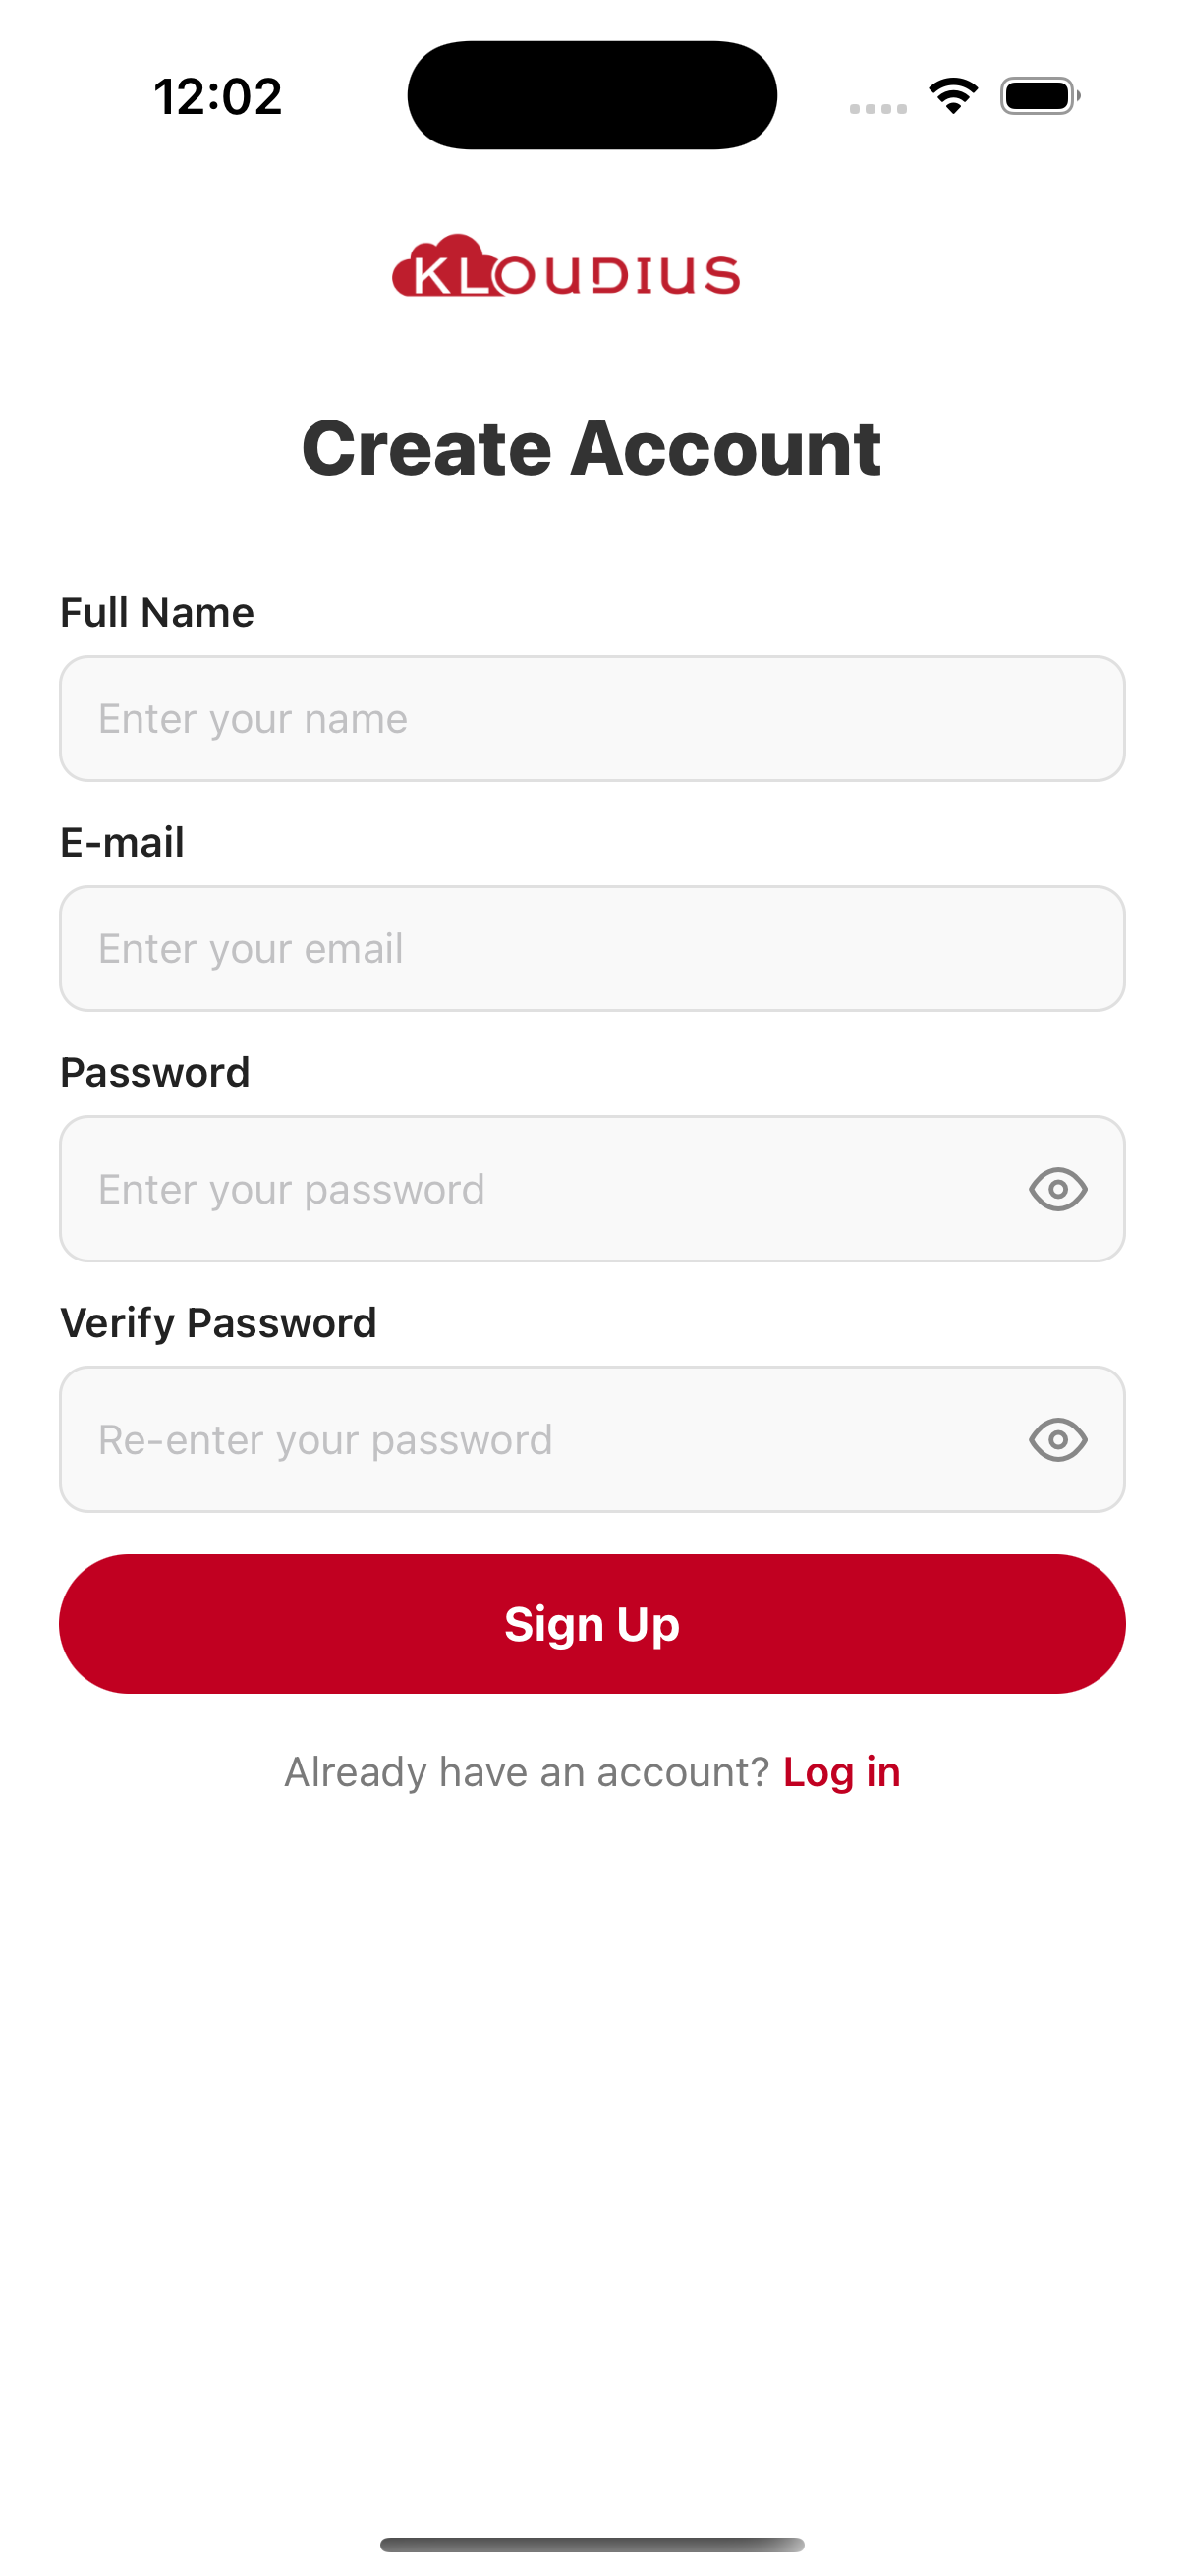 12:02
KLOUDIUS
Create Account
Full Name
Enter your name
E-mail
Enter your email
Password
Enter your password
Verify Password
Re-enter your password
Sign Up
Already have an account? Log in